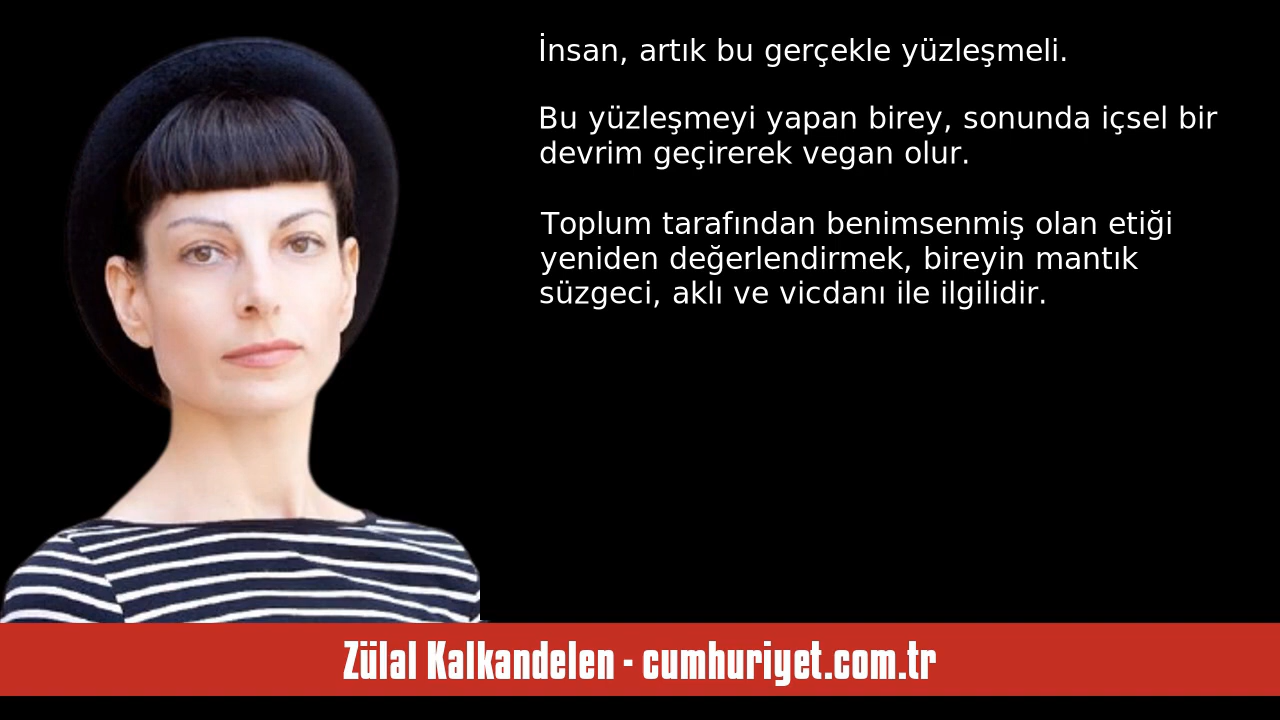 İnsan, artık bu gerçekle yüzleşmeli.
Bu yüzleşmeyi yapan birey, sonunda içsel bir
devrim geçirerek vegan olur.
Toplum tarafından benimsenmiş olan etiği
yeniden değerlendirmek, bireyin mantık
süzgeci, aklı ve vicdanı ile ilgilidir.
Zülal Kalkandelen - cumhuriyet.com.tr